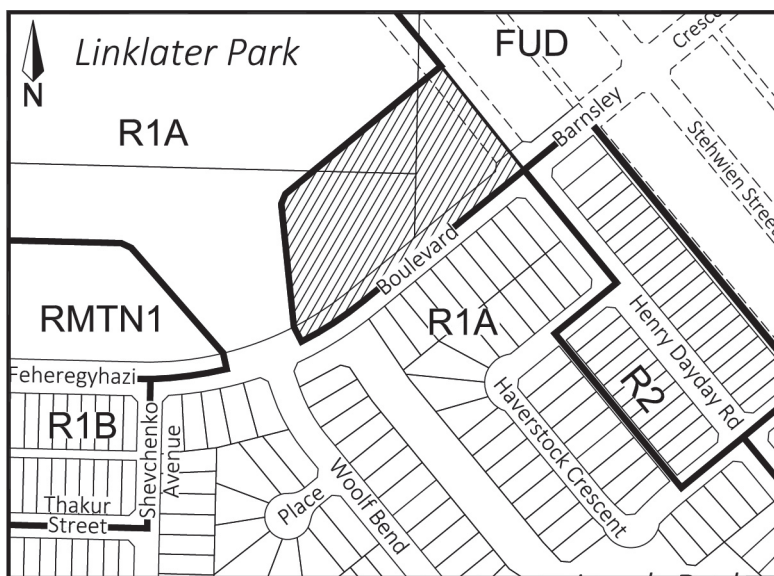 FUD
Crescent
Linklater Park
N
R1A
Barnsley
Stehwien Street
Boulevard
RMTN1
R1A
Henry Dayday Rd
Feheregyhazi
R2
R1B
Shevchenko
Avenue
Haverstock Crescent
Woolf Bend
Place
Thakur
Street